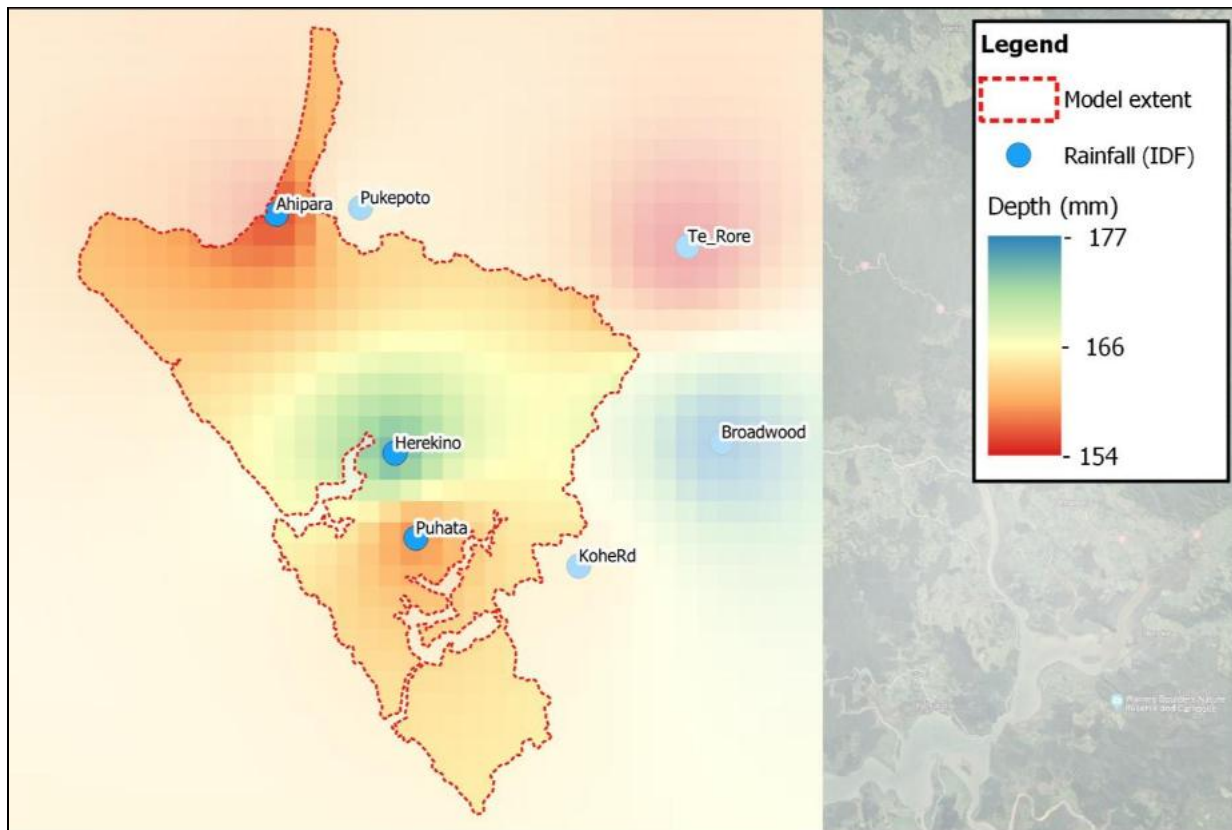 Legend
Model extent
Rainfall (IDF)
Depth (mm)
177
166
154
Ahipara
Pukepoto
Te_Rore
Herekino
Broadwood
Puhata
KoheRd